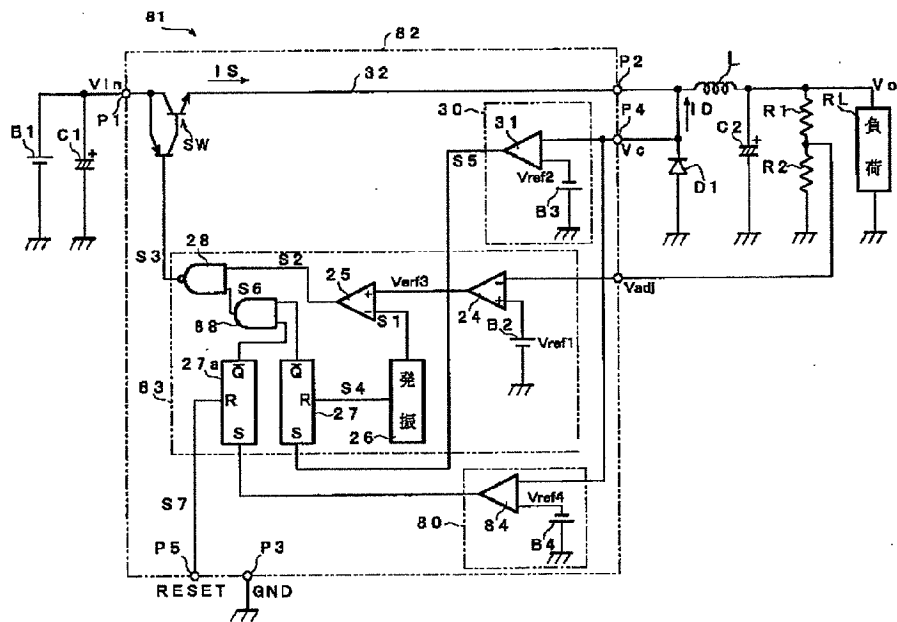 81
82
Vin
IS
32
P2
L
Vo
P1
P4
ID
R1
RL
B1
C1
SW
30
31
Vc
C2
負荷
S5
Vref2
R2
D1
B3
S3
28
S2
25
Verf3
S6
24
Vadj
88
S1
B2
Vref1
27a
83
Q
Q
発振
R
R
S4
27
S
S
26
S7
Vref4
80
84
B4
P5
P3
RESET
GND